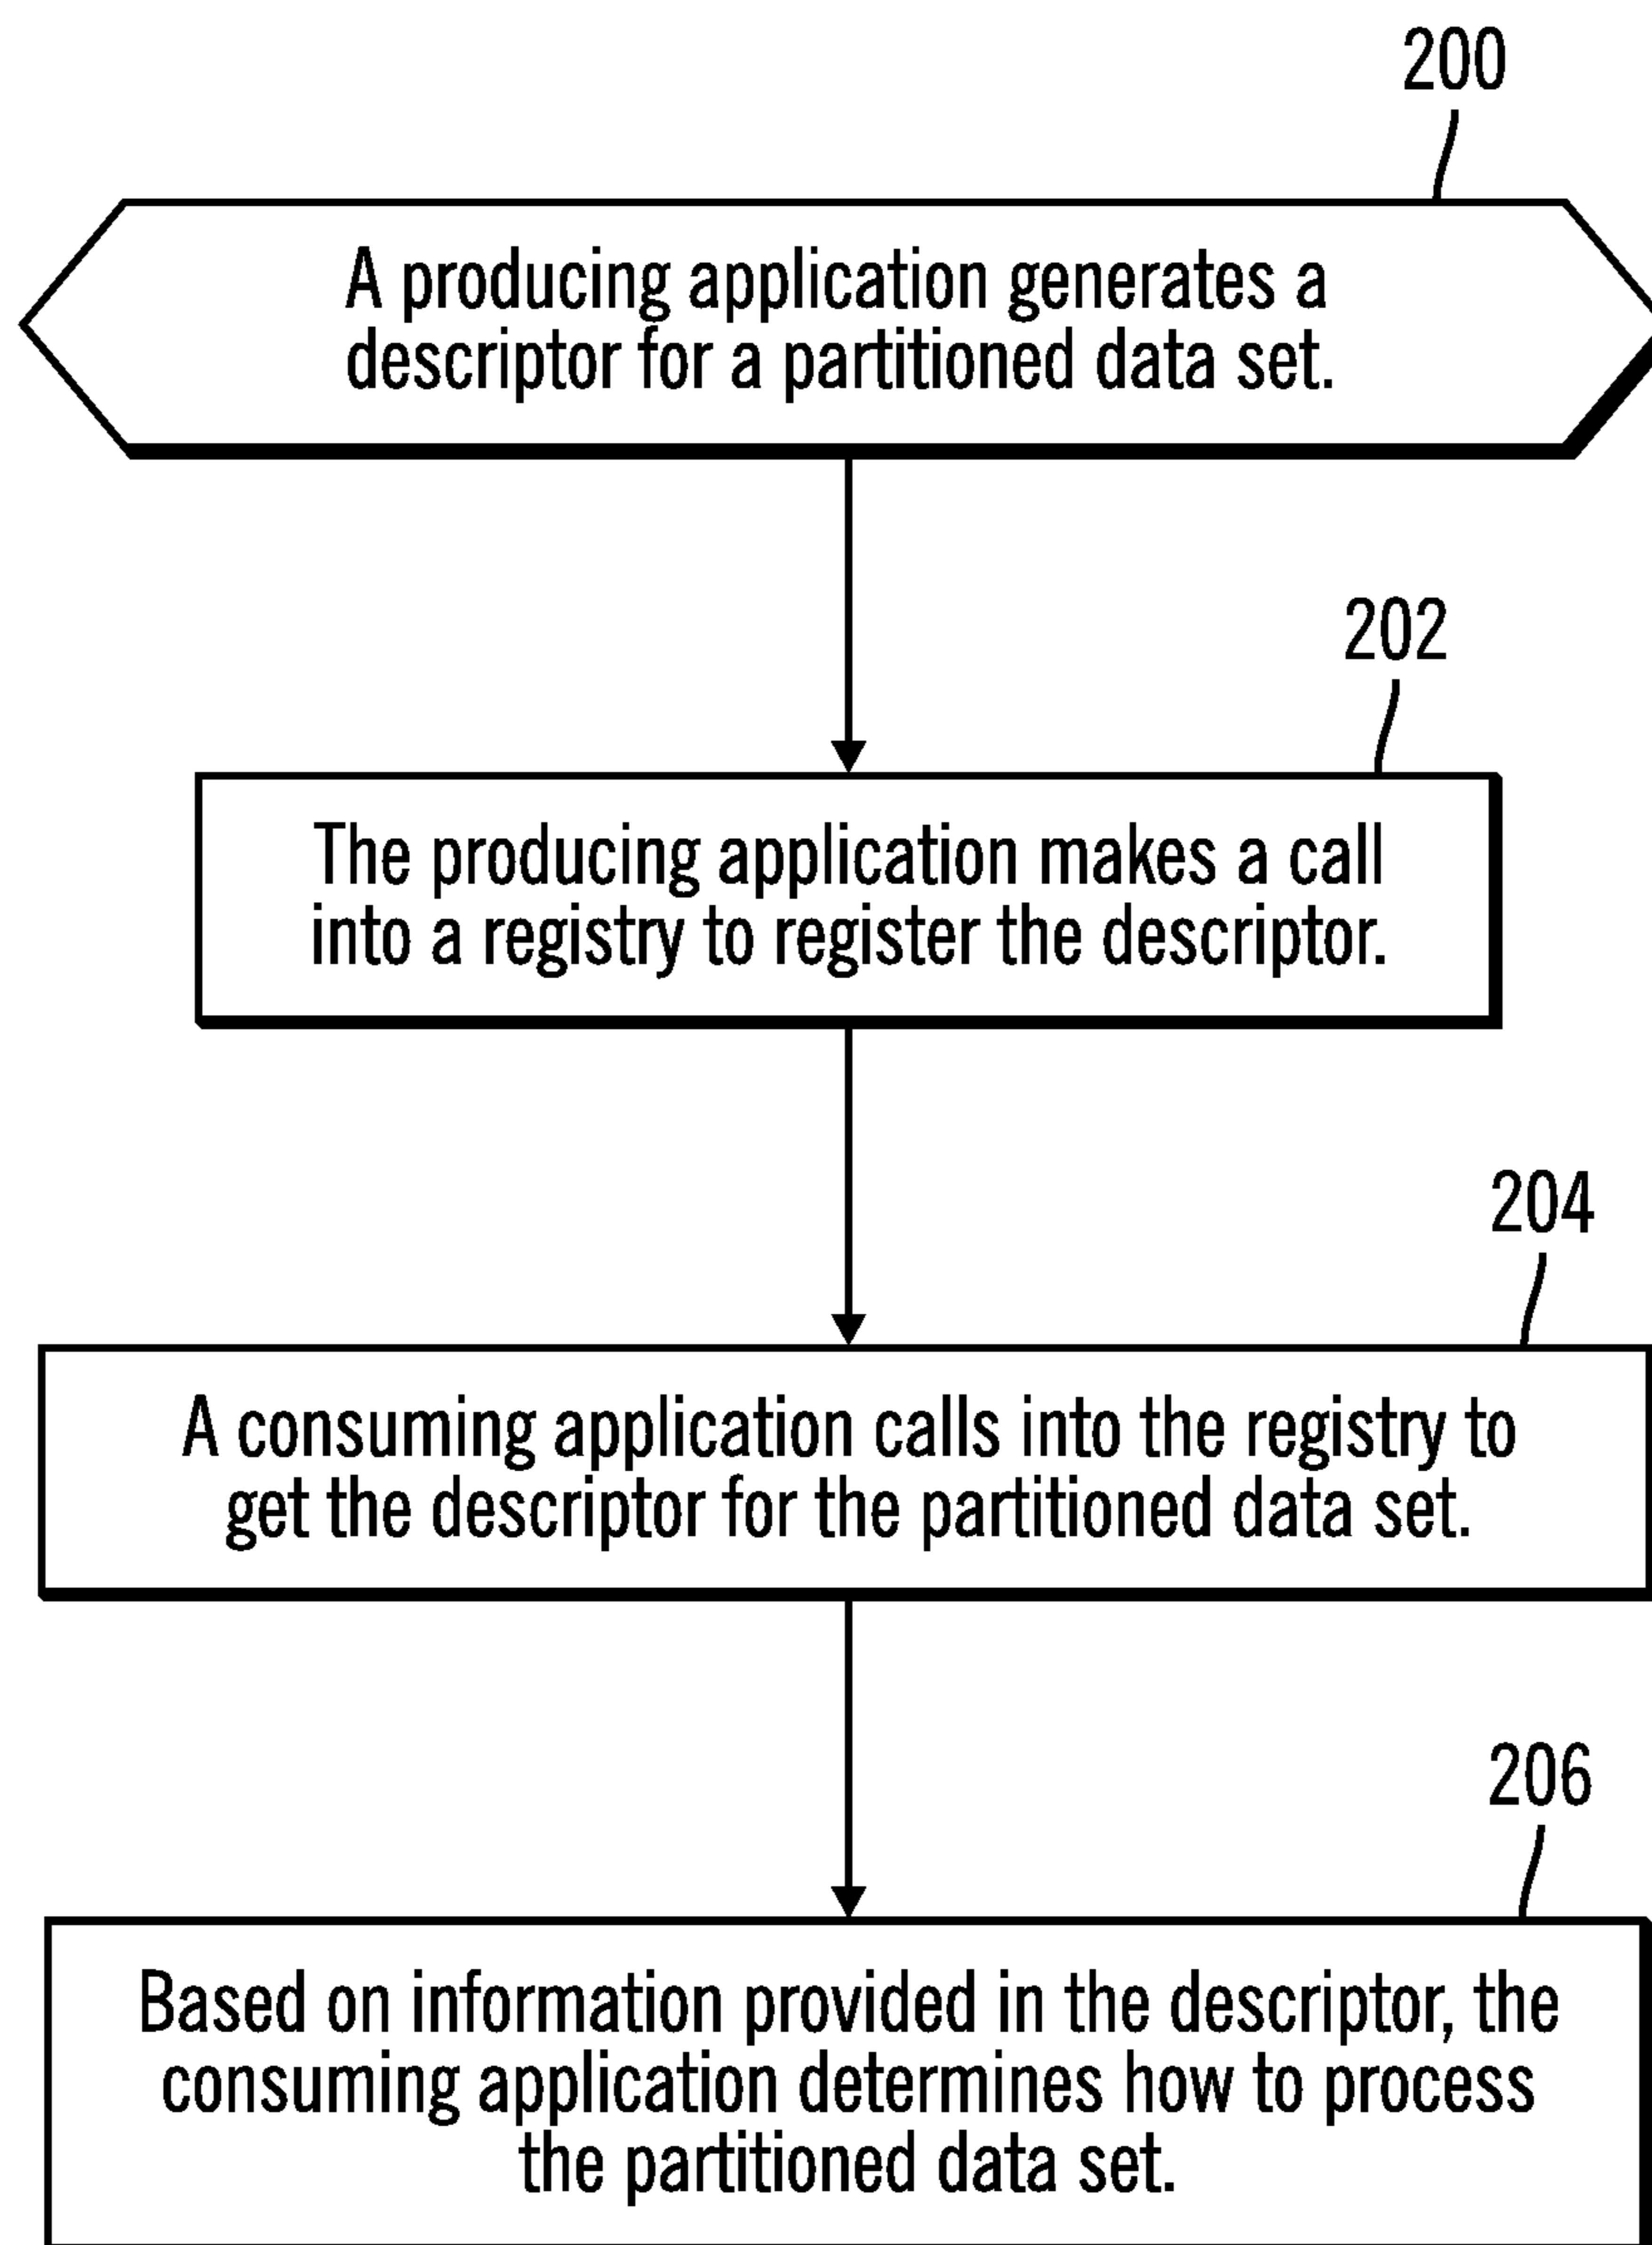 200
A producing application generates a
descriptor for a partitioned data set.
202
The producing application makes a call
into a registry to register the descriptor.
204
A consuming application calls into the registry to
get the descriptor for the partitioned data set.
206
Based on information provided in the descriptor, the
consuming application determines how to process
the partitioned data set.